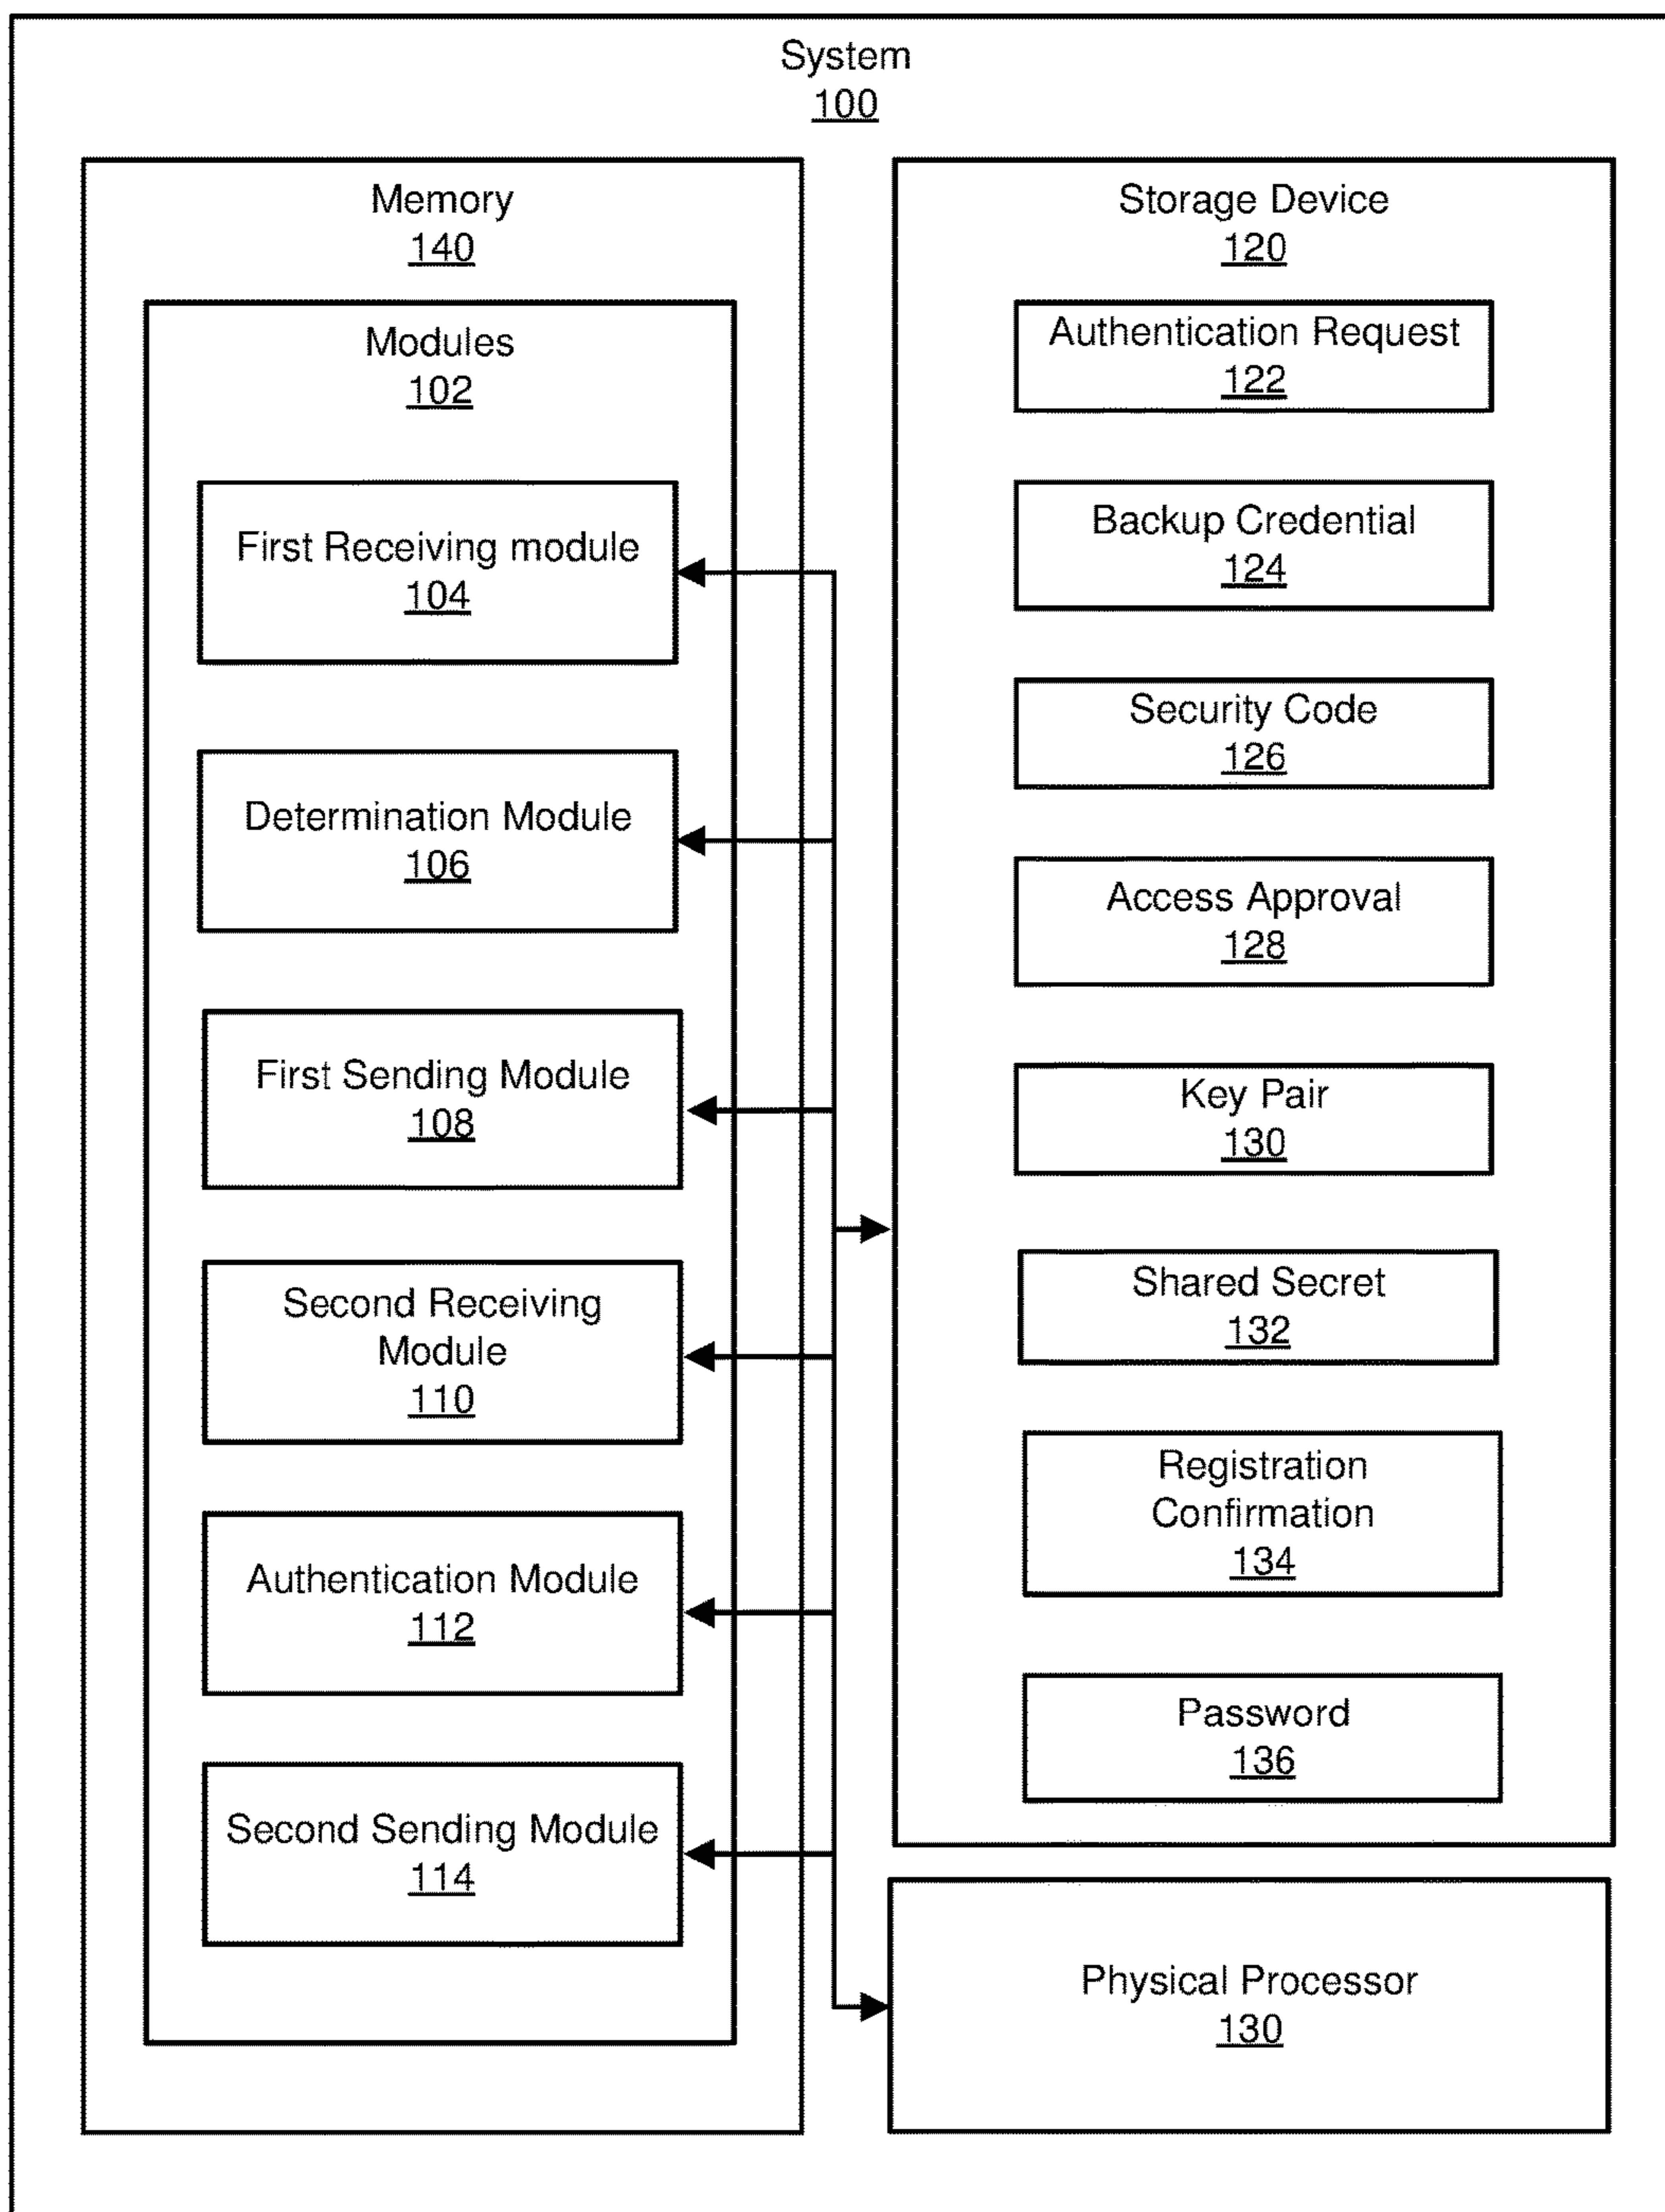 System
100
Memory
140
Modules
102
First Receiving module
104
Determination Module
106
First Sending Module
108
Second Receiving
Module
110
Authentication Module
112
Second Sending Module
114
Storage Device
120
Authentication Request
122
Backup Credential
124
Security Code
126
Access Approval
128
Key Pair
130
Shared Secret
132
Registration
Confirmation
134
Password
136
Physical Processor
130